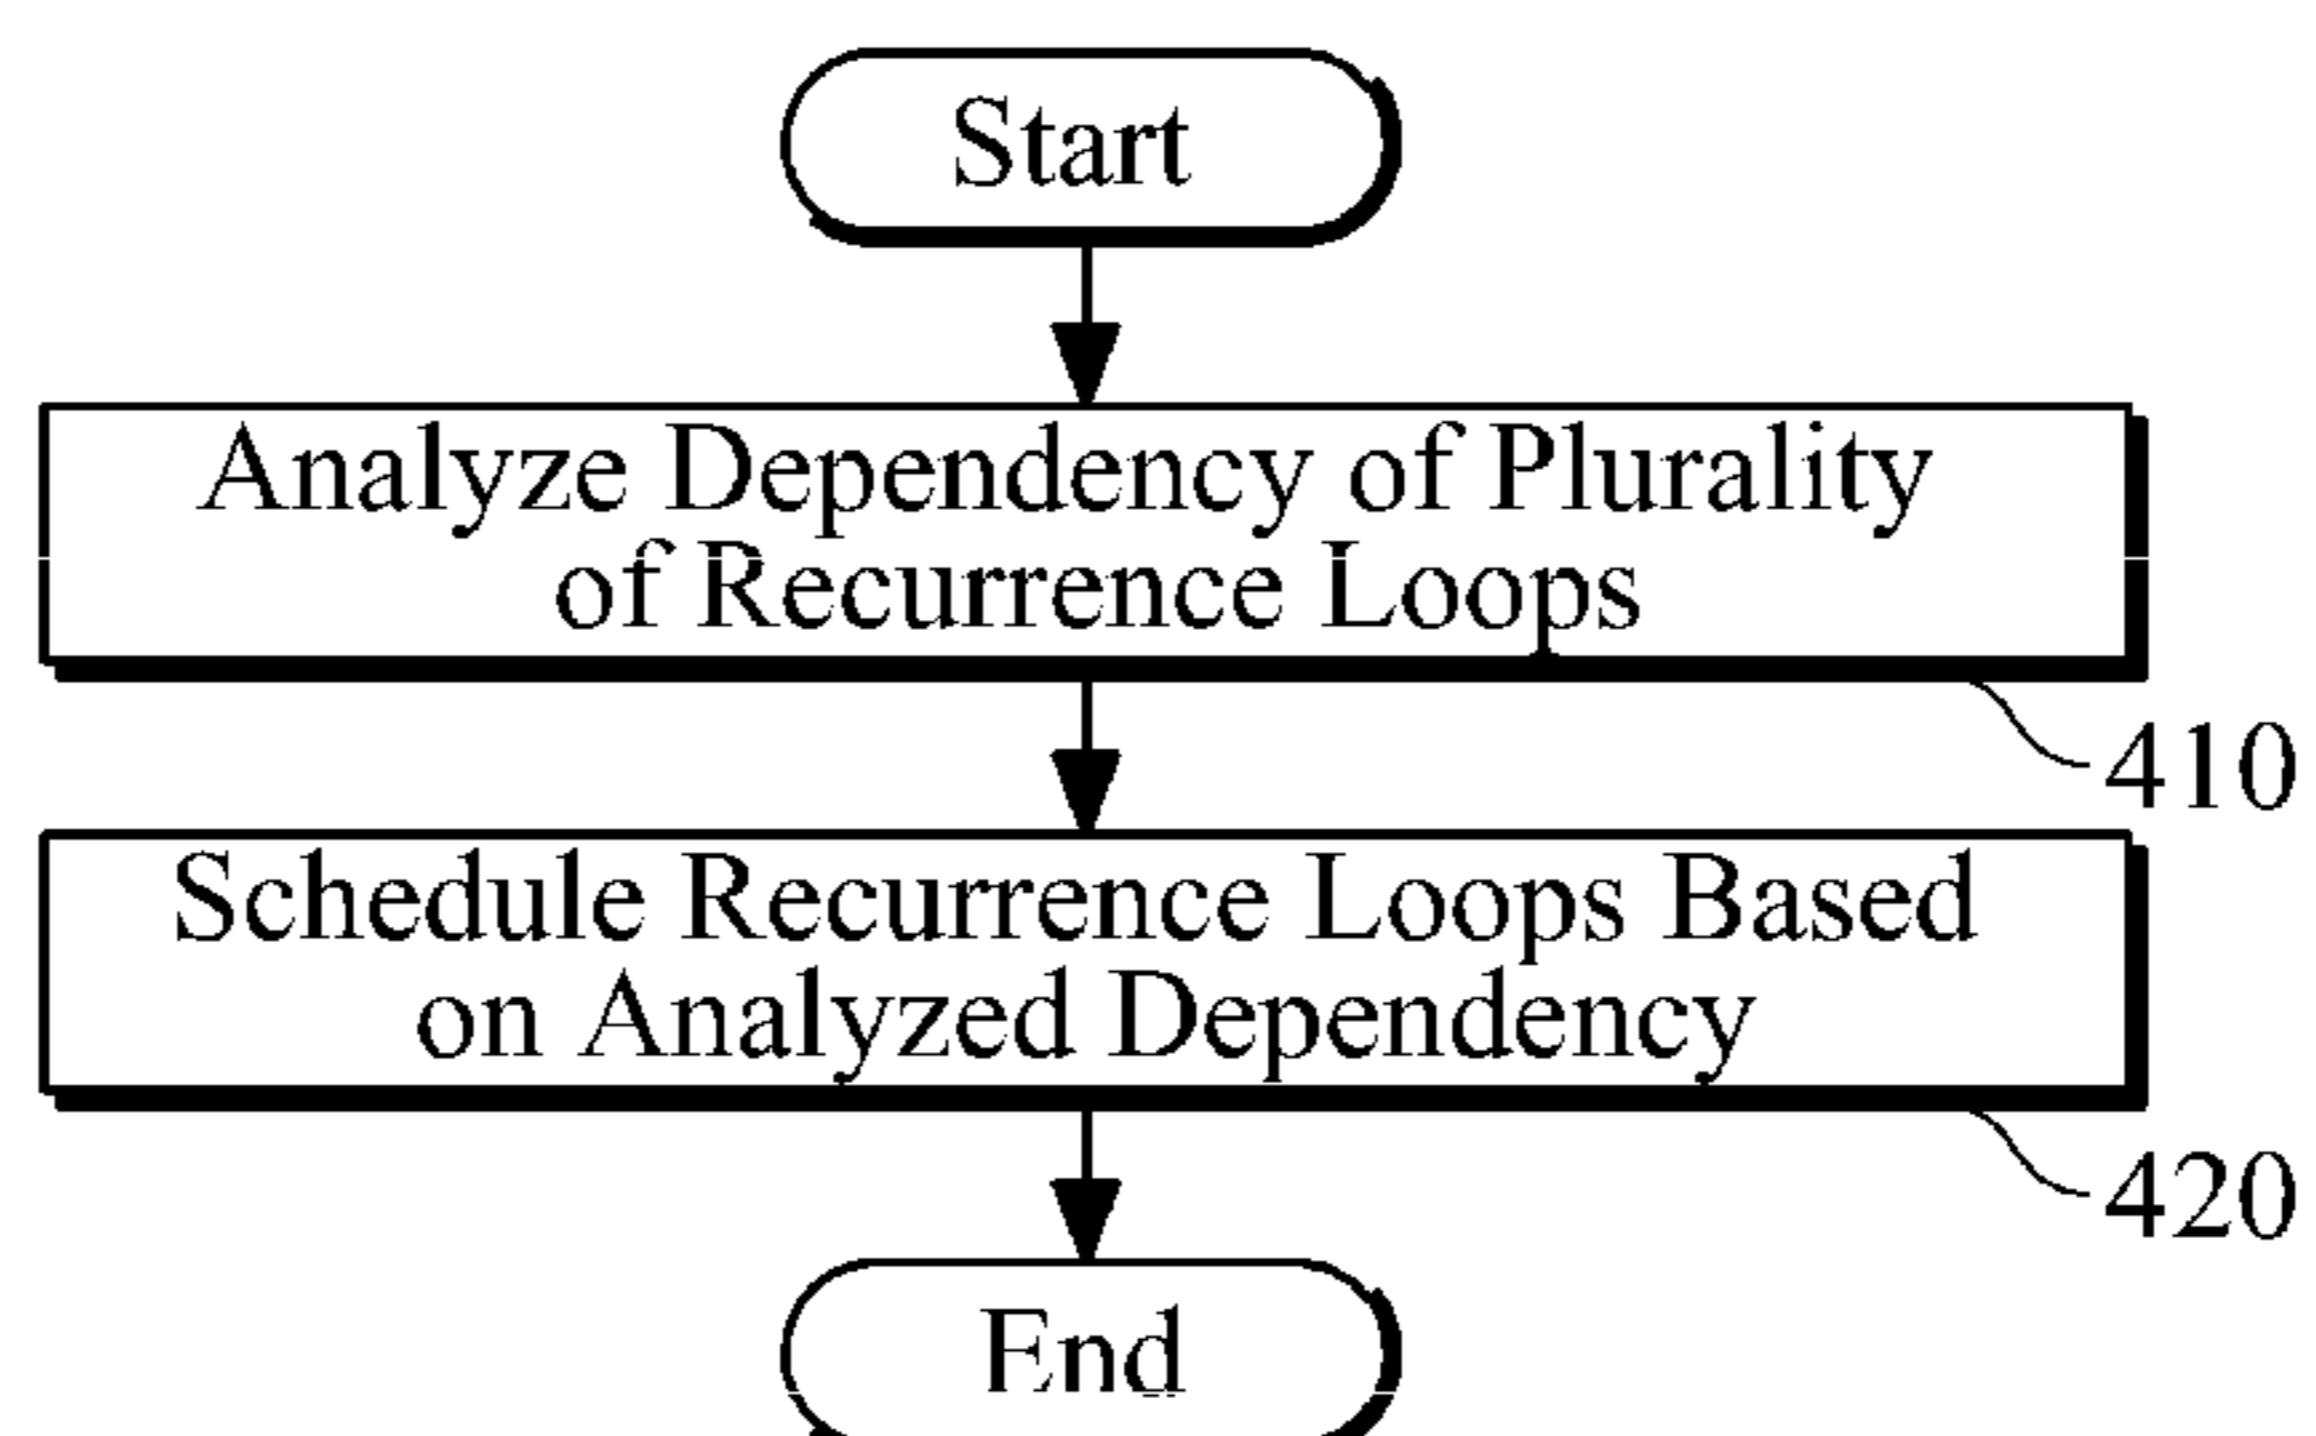 Start
Analyze Dependency of Plurality
of Recurrence Loops
410
Schedule Recurrence Loops Based
on Analyzed Dependency
420
End